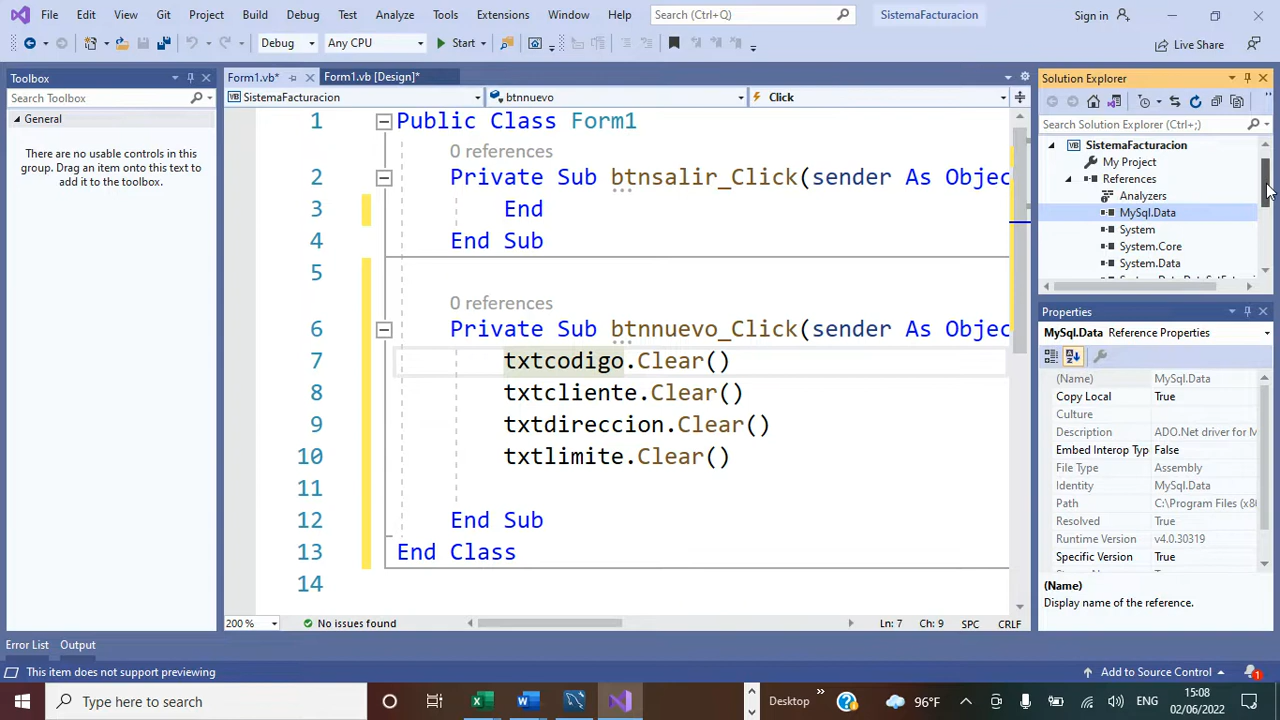 File Edit View Git Project Build Debug Test Analyze Tools Extensions Window Help Search (Ctrl+Q) SistemaFacturacion Sign in
Debug Any CPU Start Live Share
Toolbox
Search Toolbox
General
There are no usable controls in this
group. Drag an item onto this text to
add it to the toolbox.
Form1.vb* Form1.vb [Design]*
SistemaFacturacion btnnuevo Click
1 Public Class Form1
0 references
2 Private Sub btnsalir_Click(sender As Objec
3 End
4 End Sub
5
0 references
6 Private Sub btnnuevo_Click(sender As Objec
7 txtcodigo.Clear()
8 txtcliente.Clear()
9 txtdireccion.Clear()
10 txtlimite.Clear()
11
12 End Sub
13 End Class
14
200 % No issues found Ln: 7 Ch: 9 SPC CRLF
Solution Explorer
Search Solution Explorer (Ctrl+;)
SistemaFacturacion
My Project
References
Analyzers
MySql.Data
System
System.Core
System.Data
Properties
MySql.Data Reference Properties
(Name) MySql.Data
Copy Local True
Culture
Description ADO.Net driver for M
Embed Interop Typ False
File Type Assembly
Identity MySql.Data
Path C:\Program Files (x8
Resolved True
Runtime Version v4.0.30319
Specific Version True
(Name)
Display name of the reference.
Error List Output
This item does not support previewing Add to Source Control 1
Type here to search Desktop 96°F ENG 15:08
02/06/2022